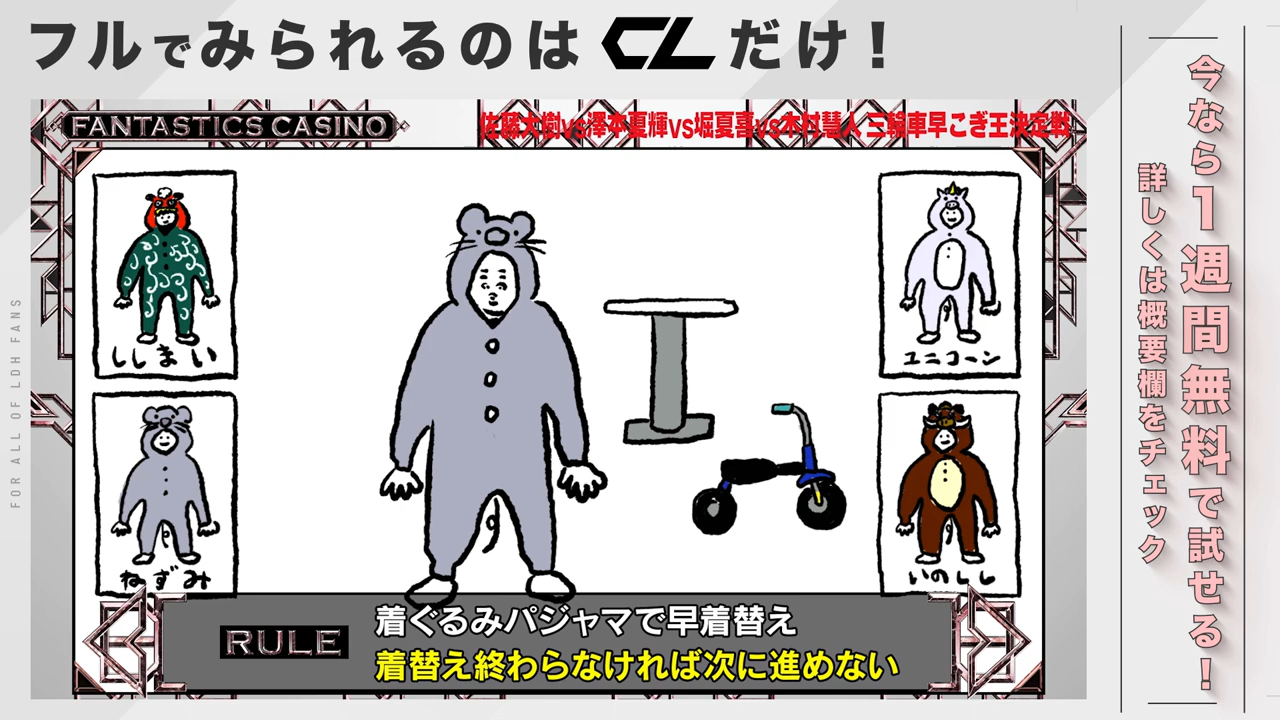 フルでみられるのは CL だけ！
FANTASTICS CASINO
佐藤大樹vs澤本夏輝vs堀夏喜vs木村慧人 三輪車早こぎ王決定戦
ししまい
ねずみ
ユニコーン
いのしし
RULE
着ぐるみパジャマで早着替え
着替え終わらなければ次に進めない
今なら1週間無料で試せる！
詳しくは概要欄をチェック
FOR ALL OF LDH FANS